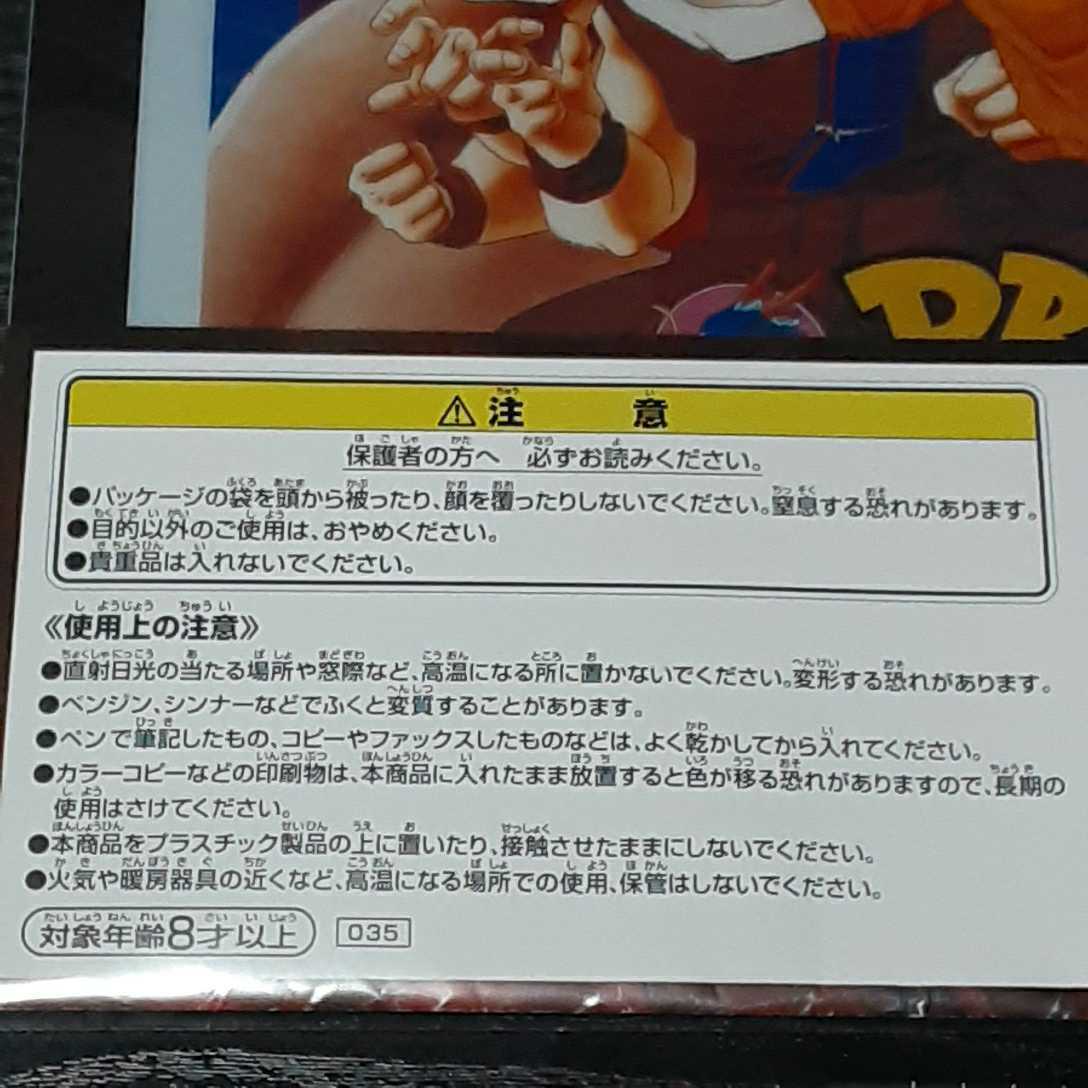 DR
⚠注 意
保護者の方へ 必ずお読みください。
●パッケージの袋を頭から被ったり、顔を覆ったりしないでください。窒息する恐れがあります。
●目的以外のご使用は、おやめください。
●貴重品は入れないでください。
《使用上の注意》
●直射日光の当たる場所や窓際など、高温になる所に置かないでください。変形する恐れがあります。
●ベンジン、シンナーなどでふくと変質することがあります。
●ペンで筆記したもの、コピーやファックスしたものなどは、よく乾かしてから入れてください。
●カラーコピーなどの印刷物は、本商品に入れたまま放置すると色が移る恐れがありますので、長期の
使用はさけてください。
●本商品をプラスチック製品の上に置いたり、接触させたままにしないでください。
●火気や暖房器具の近くなど、高温になる場所での使用、保管はしないでください。
対象年齢8才以上 035